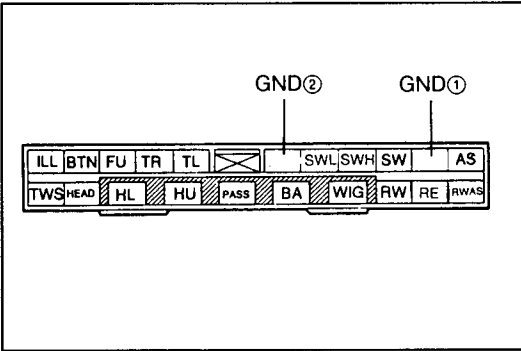 GND② GND①
ILL BTN FU TR TL SWL SWH SW AS
TWS HEAD HL HU PASS BA WIG RW RE RWAS